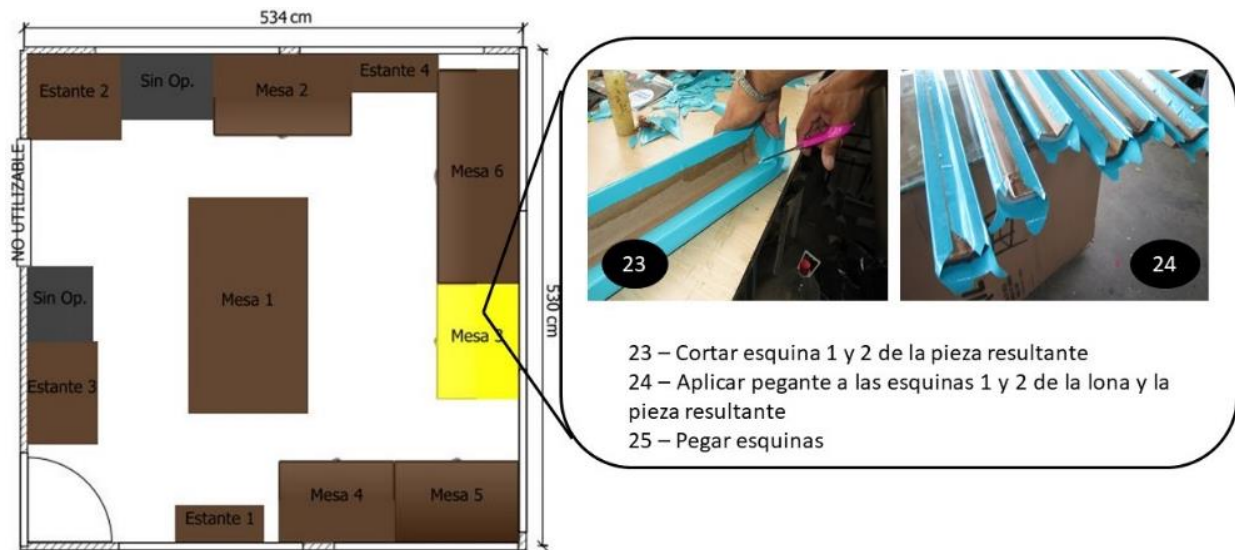 534 cm
Estante 2
Sin Op.
Mesa 2
Estante 4
NO UTILIZABLE
Mesa 6
Mesa 1
Sin Op.
Mesa 3
530 cm
Estante 3
Mesa 4
Mesa 5
Estante 1
23
24
23 – Cortar esquina 1 y 2 de la pieza resultante
24 – Aplicar pegante a las esquinas 1 y 2 de la lona y la
pieza resultante
25 – Pegar esquinas